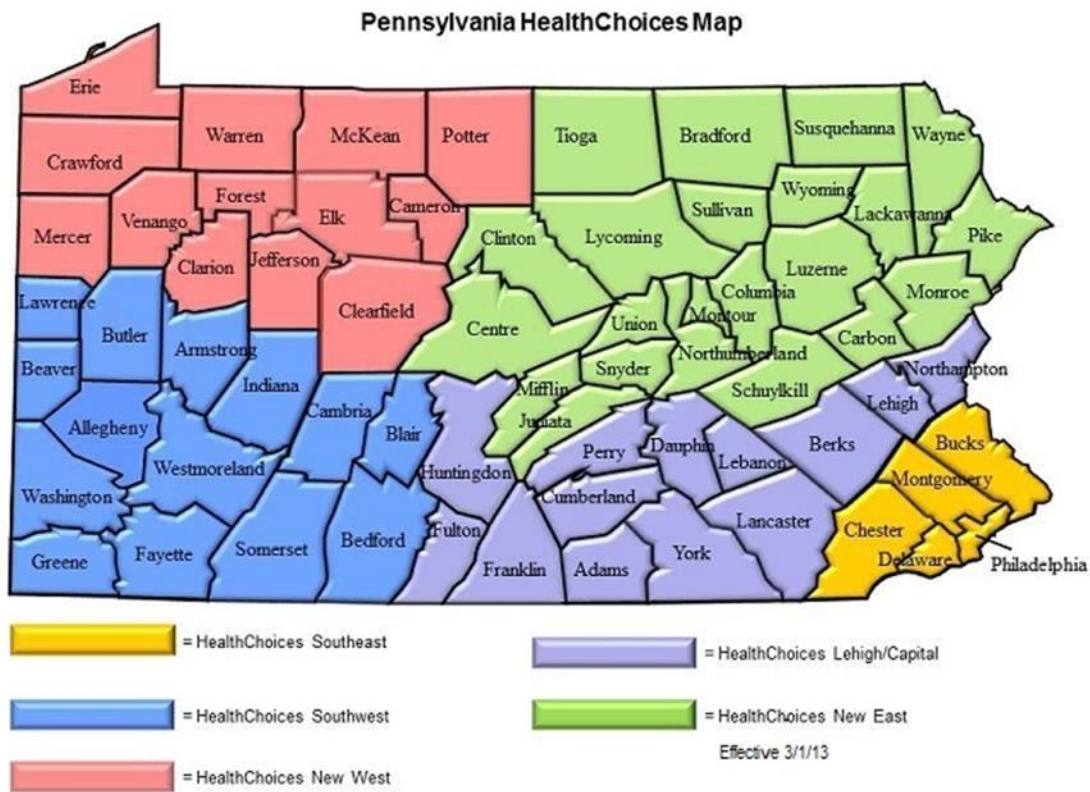 Pennsylvania HealthChoices Map
Erie
Warren
McKean
Potter
Tioga
Bradford
Susquehanna
Wayne
Crawford
Wyoming
Forest
Cameron
Elk
Venango
Sullivan
Lackawanna
Mercer
Clinton
Lycoming
Pike
Clarion
Jefferson
Luzerne
Lawrence
Clearfield
Columbia
Monroe
Butler
Centre
Union
Montour
Carbon
Armstrong
Northumberland
Beaver
Indiana
Snyder
Northampton
Mifflin
Schuylkill
Cambria
Juniata
Lehigh
Allegheny
Blair
Perry
Dauphin
Berks
Bucks
Westmoreland
Huntingdon
Lebanon
Montgomery
Washington
Cumberland
Lancaster
Chester
Fulton
Somerset
Bedford
Fayette
York
Greene
Franklin
Adams
Delaware
Philadelphia
= HealthChoices Southeast
= HealthChoices Lehigh/Capital
= HealthChoices Southwest
= HealthChoices New East
Effective 3/1/13
= HealthChoices New West